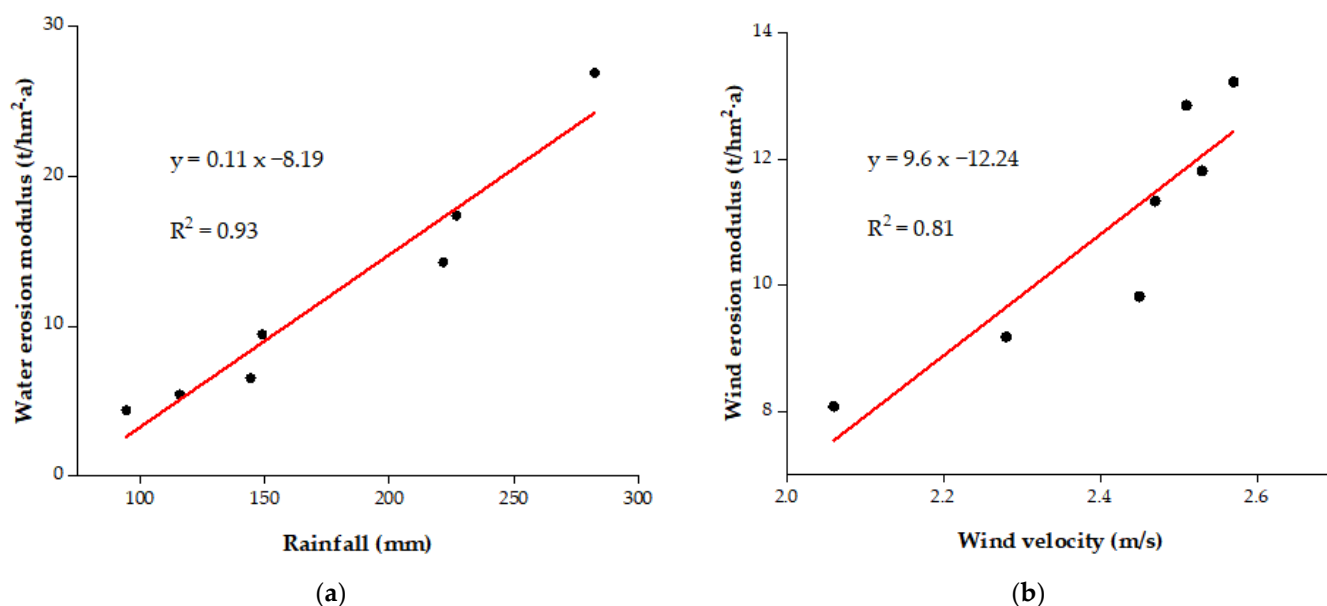 Water erosion modulus (t/hm²·a)
30
20
10
0
y = 0.11 x −8.19
R² = 0.93
100 150 200 250 300
Rainfall (mm)
(a)
Wind erosion modulus (t/hm²·a)
14
12
10
8
y = 9.6 x −12.24
R² = 0.81
2.0 2.2 2.4 2.6
Wind velocity (m/s)
(b)